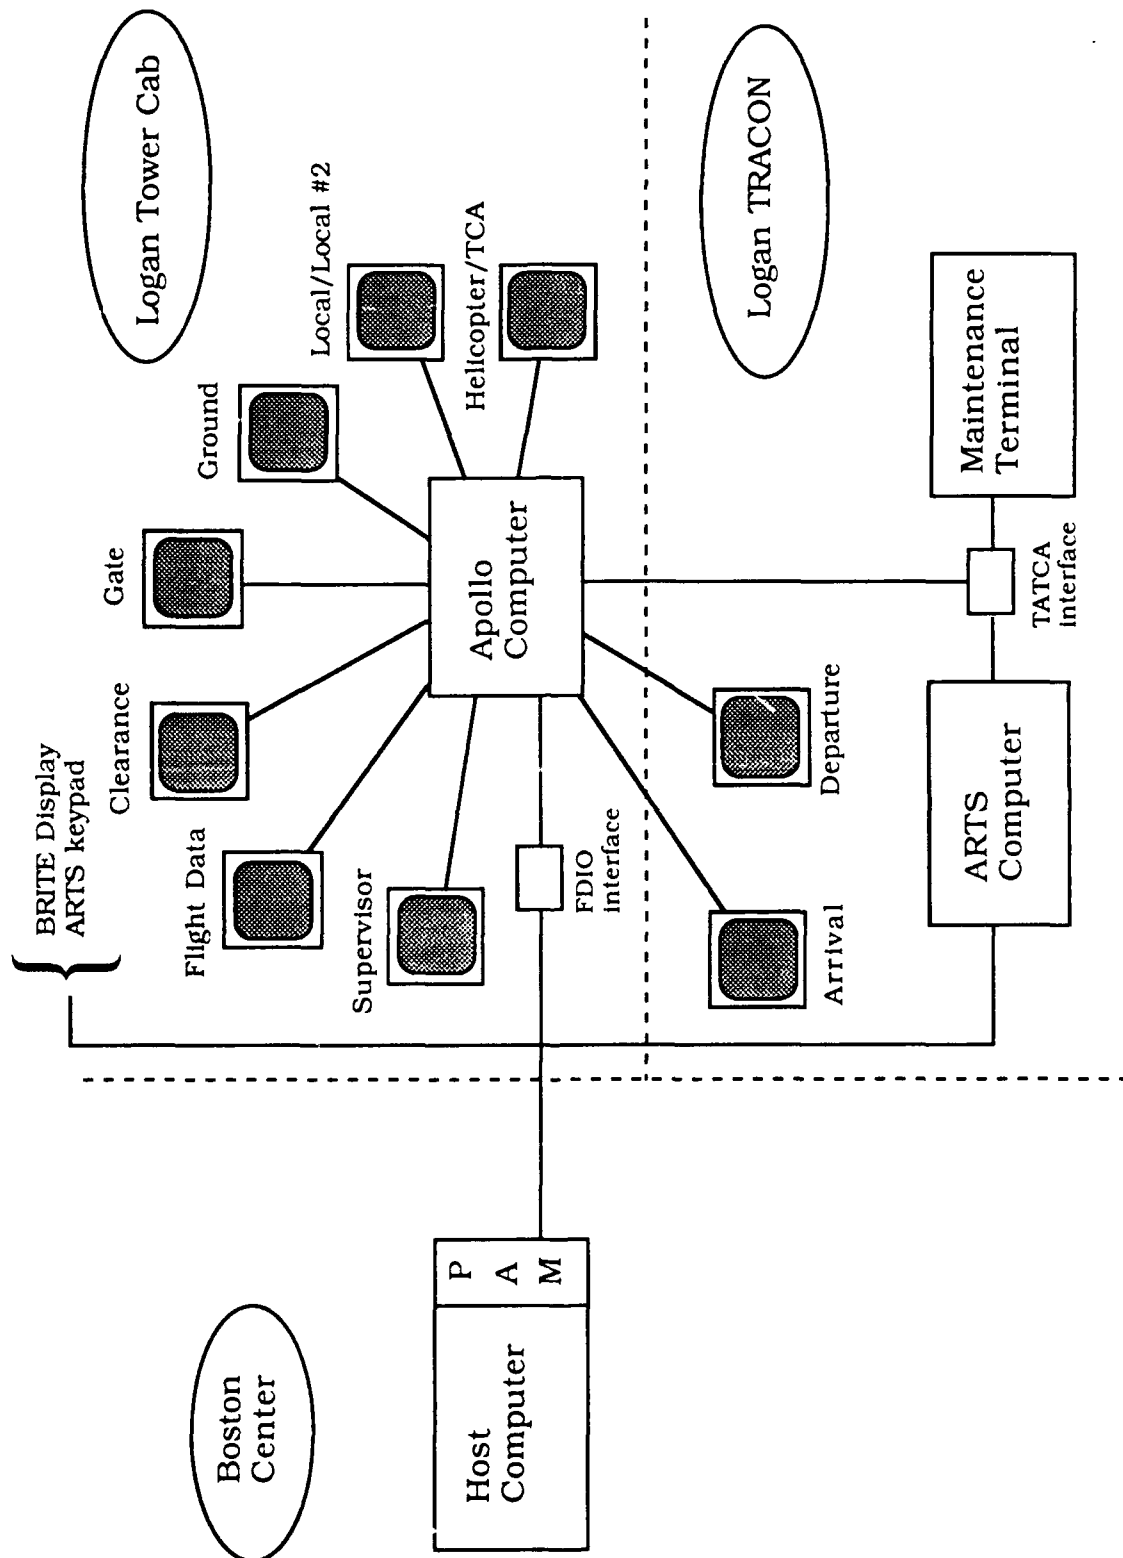 Boston
Center
Host
Computer
P
A
M
BRITE Display
ARTS keypad
Logan Tower Cab
Clearance
Gate
Ground
Flight Data
Local/Local #2
Supervisor
Helicopter/TCA
Apollo
Computer
FDIO
interface
Logan TRACON
Arrival
Departure
ARTS
Computer
TATCA
interface
Maintenance
Terminal